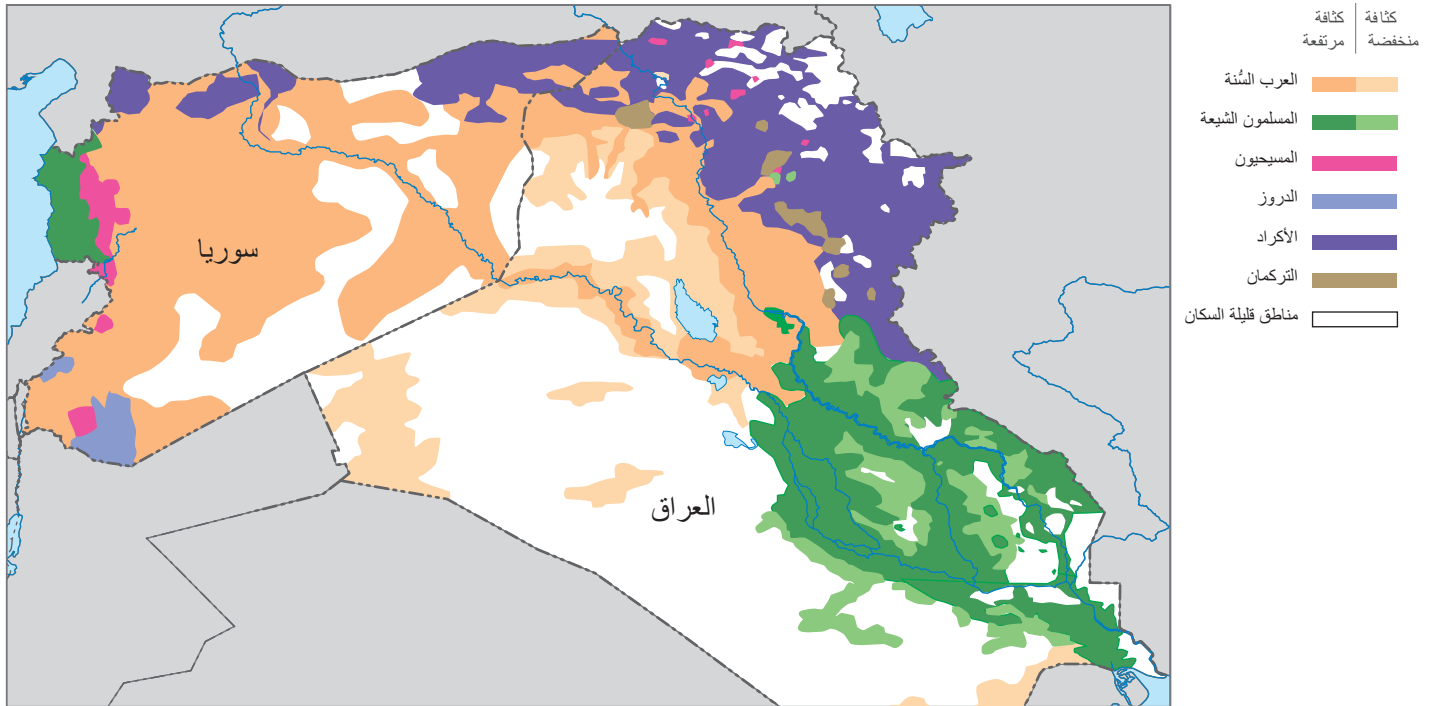 كثافة منخفضة
كثافة مرتفعة
العرب السُّنة
المسلمون الشيعة
المسيحيون
الدروز
الأكراد
التركمان
مناطق قليلة السكان
سوريا
العراق